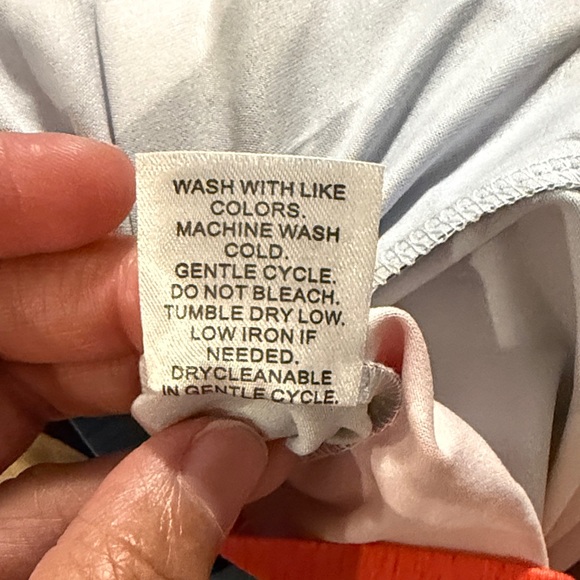 WASH WITH LIKE
COLORS.
MACHINE WASH
COLD.
GENTLE CYCLE.
DO NOT BLEACH.
TUMBLE DRY LOW.
LOW IRON IF
NEEDED.
DRYCLEANABLE
IN GENTLE CYCLE.